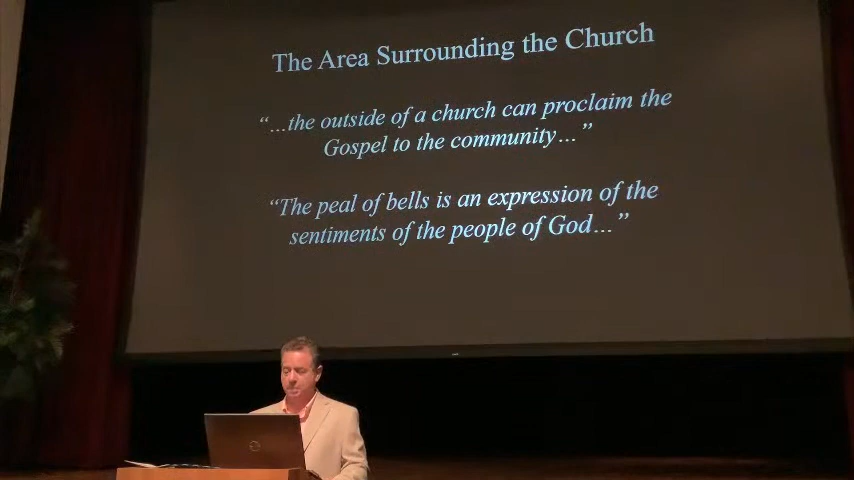 The Area Surrounding the Church
“...the outside of a church can proclaim the
Gospel to the community...”
“The peal of bells is an expression of the
sentiments of the people of God...”